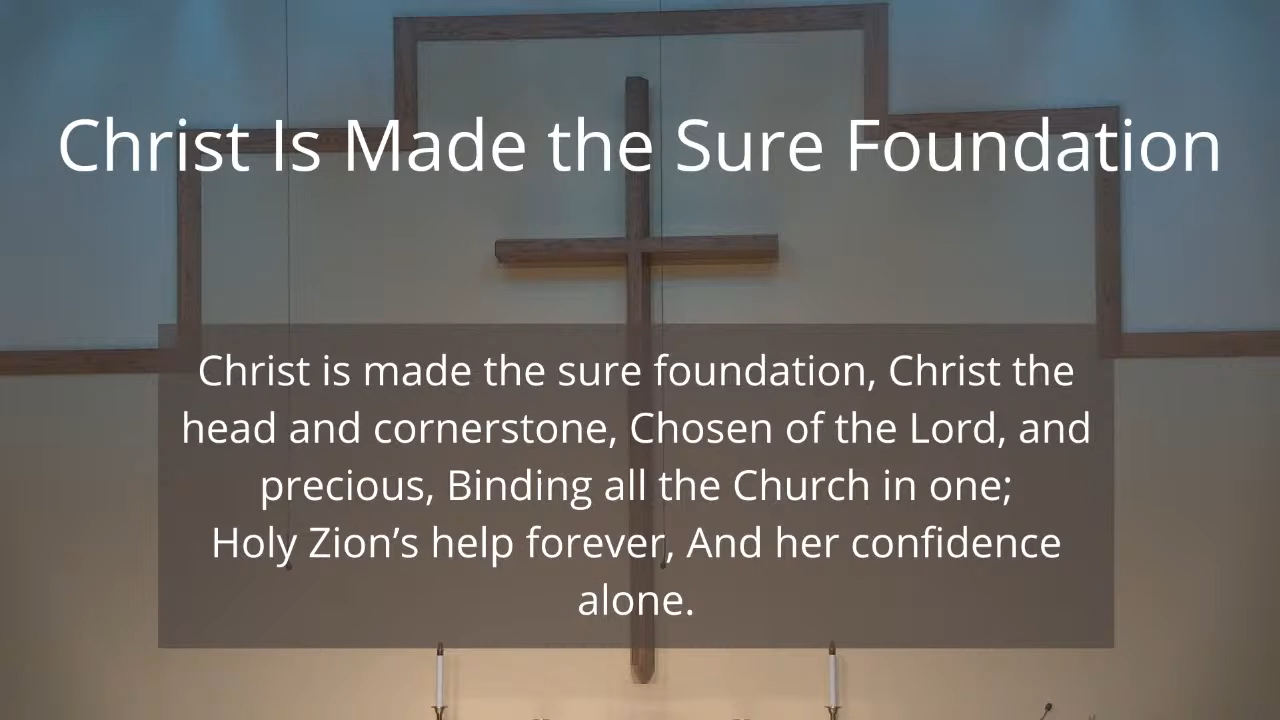 Christ Is Made the Sure Foundation
Christ is made the sure foundation, Christ the
head and cornerstone, Chosen of the Lord, and
precious, Binding all the Church in one;
Holy Zion’s help forever, And her confidence
alone.